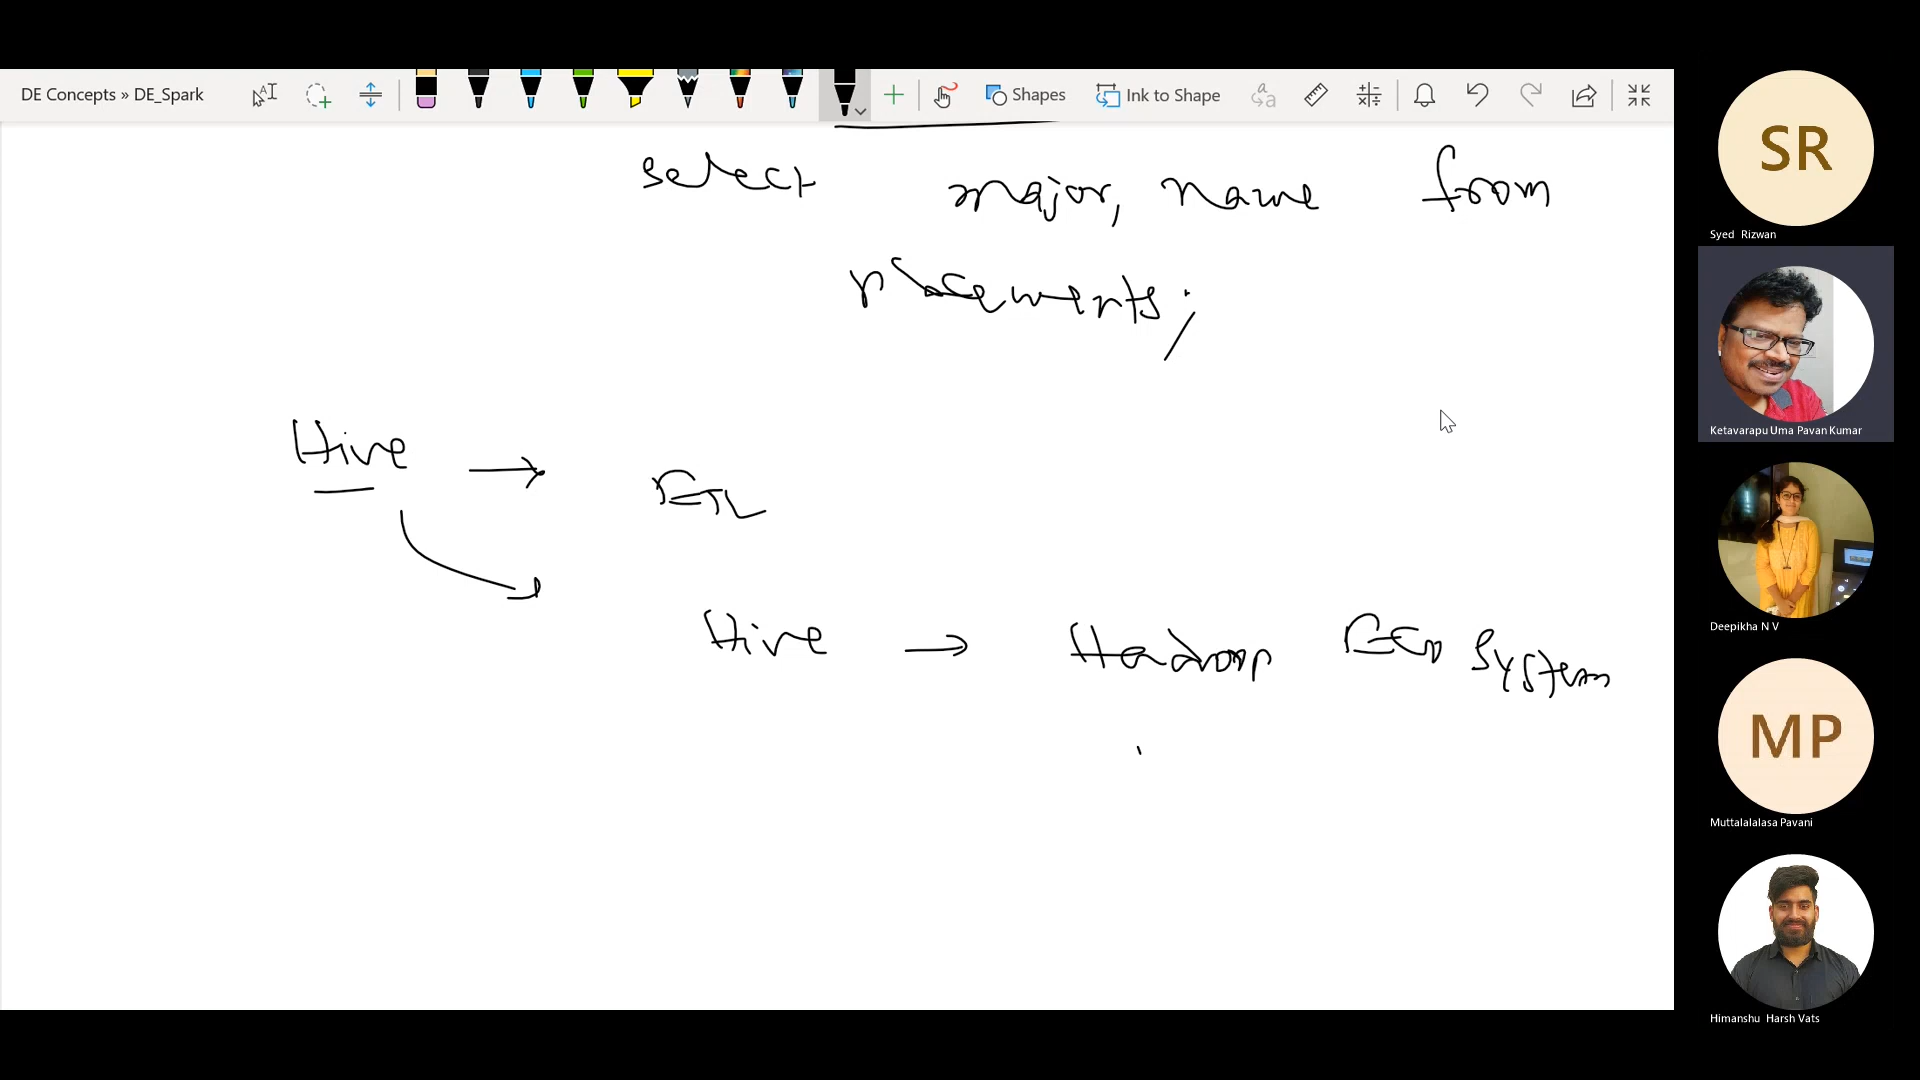 DE Concepts » DE_Spark
Shapes
Ink to Shape
select major, name from
placements;
Hive → ETL
Hive → Hadoop Eco System
SR
Syed Rizwan
Ketavarapu Uma Pavan Kumar
Deepikha N V
MP
Muttalalalasa Pavani
Himanshu Harsh Vats